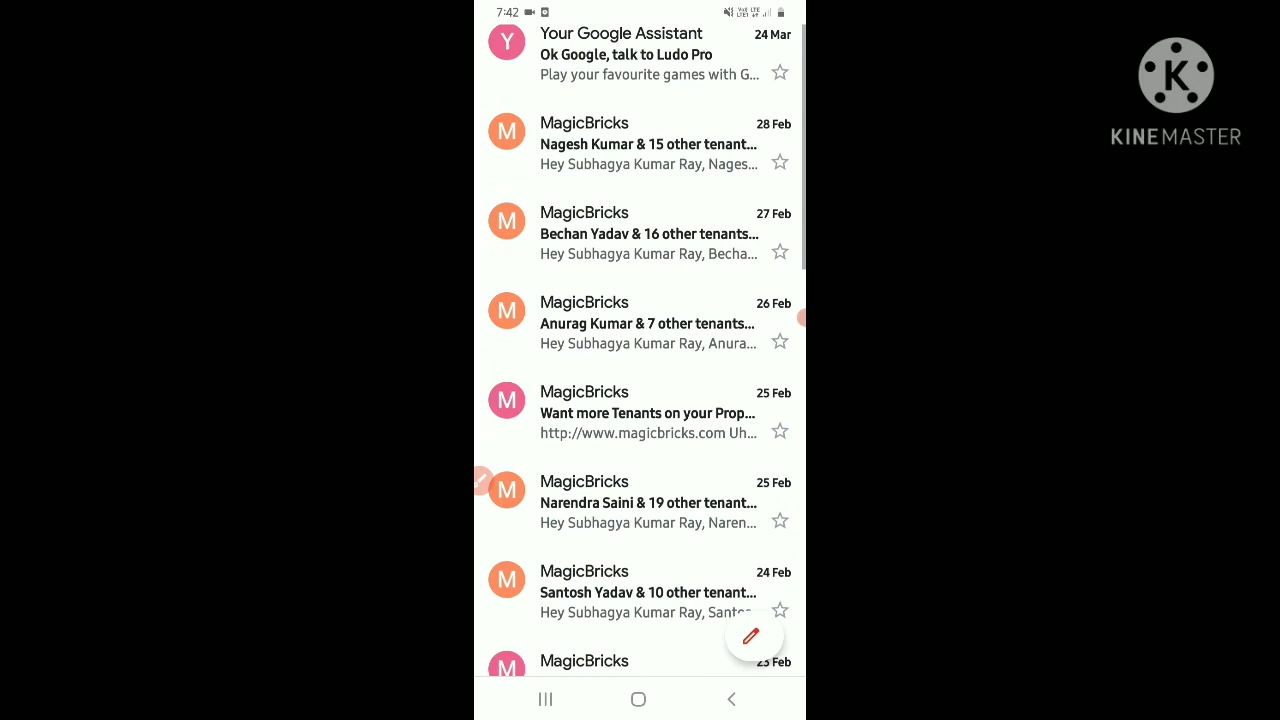 7:42
Your Google Assistant 24 Mar
Ok Google, talk to Ludo Pro
Play your favourite games with G...
MagicBricks 28 Feb
Nagesh Kumar & 15 other tenant...
Hey Subhagya Kumar Ray, Nages...
MagicBricks 27 Feb
Bechan Yadav & 16 other tenants...
Hey Subhagya Kumar Ray, Becha...
MagicBricks 26 Feb
Anurag Kumar & 7 other tenants...
Hey Subhagya Kumar Ray, Anura...
MagicBricks 25 Feb
Want more Tenants on your Prop...
http://www.magicbricks.com Uh...
MagicBricks 25 Feb
Narendra Saini & 19 other tenant...
Hey Subhagya Kumar Ray, Naren...
MagicBricks 24 Feb
Santosh Yadav & 10 other tenant...
Hey Subhagya Kumar Ray, Santos...
MagicBricks 23 Feb
Y
M
M
M
M
M
M
M
K
KINEMASTER